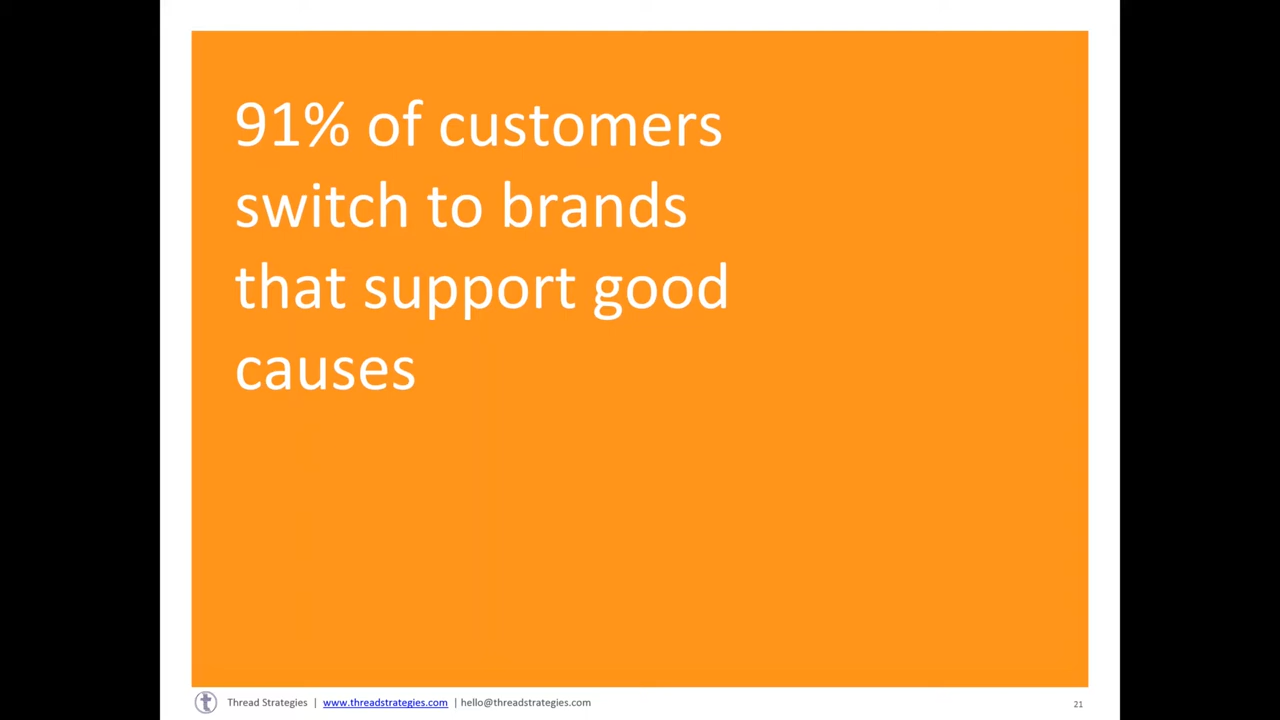 91% of customers
switch to brands
that support good
causes
Thread Strategies | www.threadstrategies.com | hello@threadstrategies.com
21